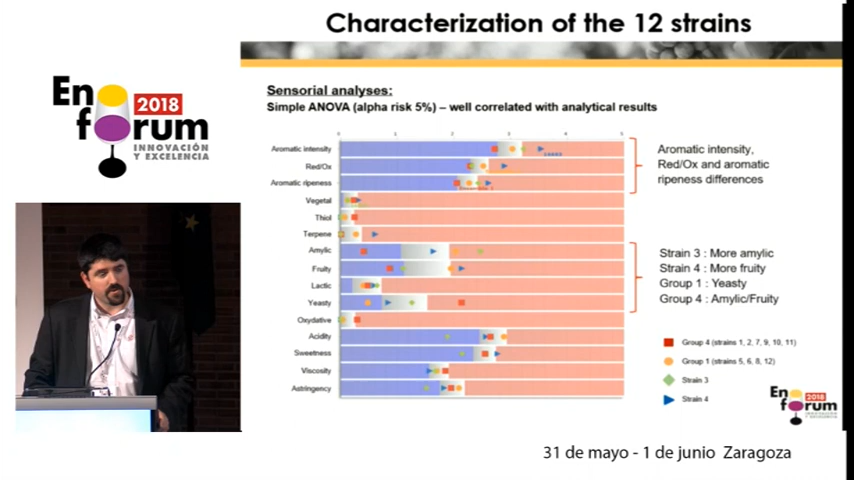 Characterization of the 12 strains
Eno
forum
2018
INNOVACIÓN
Y EXCELENCIA
Sensorial analyses:
Simple ANOVA (alpha risk 5%) – well correlated with analytical results
0 1 2 3 4 5
Aromatic intensity
Red/Ox
Aromatic ripeness
Vegetal
Thiol
Terpene
Amylic
Fruity
Lactic
Yeasty
Oxydative
Acidity
Sweetness
Viscosity
Astringency
Aromatic intensity,
Red/Ox and aromatic
ripeness differences
Strain 3 : More amylic
Strain 4 : More fruity
Group 1 : Yeasty
Group 4 : Amylic/Fruity
Group 4 (strains 1, 2, 7, 9, 10, 11)
Group 1 (strains 5, 6, 8, 12)
Strain 3
Strain 4
Eno
forum
2018
31 de mayo - 1 de junio Zaragoza